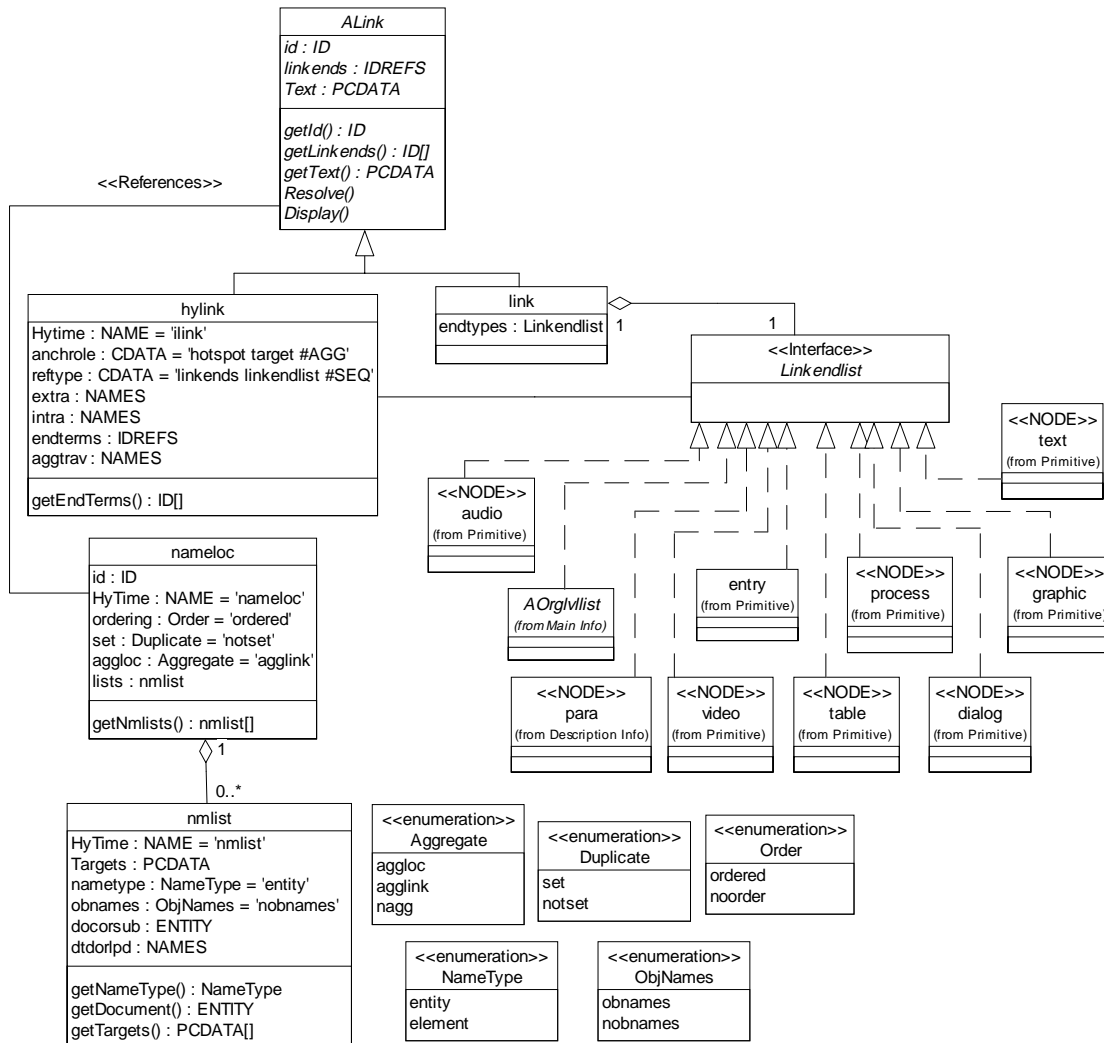 ALink
id : ID
linkends : IDREFS
Text : PCDATA
getId() : ID
getLinkends() : ID[]
getText() : PCDATA
Resolve()
Display()
<<References>>
hylink
Hytime : NAME = 'ilink'
anchrole : CDATA = 'hotspot target #AGG'
reftype : CDATA = 'linkends linkendlist #SEQ'
extra : NAMES
intra : NAMES
endterms : IDREFS
aggtrav : NAMES
getEndTerms() : ID[]
link
endtypes : Linkendlist
1
1
<<Interface>>
Linkendlist
<<NODE>>
text
(from Primitive)
<<NODE>>
audio
(from Primitive)
AOrglvllist
(from Main Info)
entry
(from Primitive)
<<NODE>>
process
(from Primitive)
<<NODE>>
graphic
(from Primitive)
<<NODE>>
para
(from Description Info)
<<NODE>>
video
(from Primitive)
<<NODE>>
table
(from Primitive)
<<NODE>>
dialog
(from Primitive)
nameloc
id : ID
HyTime : NAME = 'nameloc'
ordering : Order = 'ordered'
set : Duplicate = 'notset'
aggloc : Aggregate = 'agglink'
lists : nmlist
getNmlists() : nmlist[]
1
0..*
nmlist
HyTime : NAME = 'nmlist'
Targets : PCDATA
nametype : NameType = 'entity'
obnames : ObjNames = 'nobnames'
docorsub : ENTITY
dtdorlpd : NAMES
getNameType() : NameType
getDocument() : ENTITY
getTargets() : PCDATA[]
<<enumeration>>
Aggregate
aggloc
agglink
nagg
<<enumeration>>
Duplicate
set
notset
<<enumeration>>
Order
ordered
noorder
<<enumeration>>
NameType
entity
element
<<enumeration>>
ObjNames
obnames
nobnames